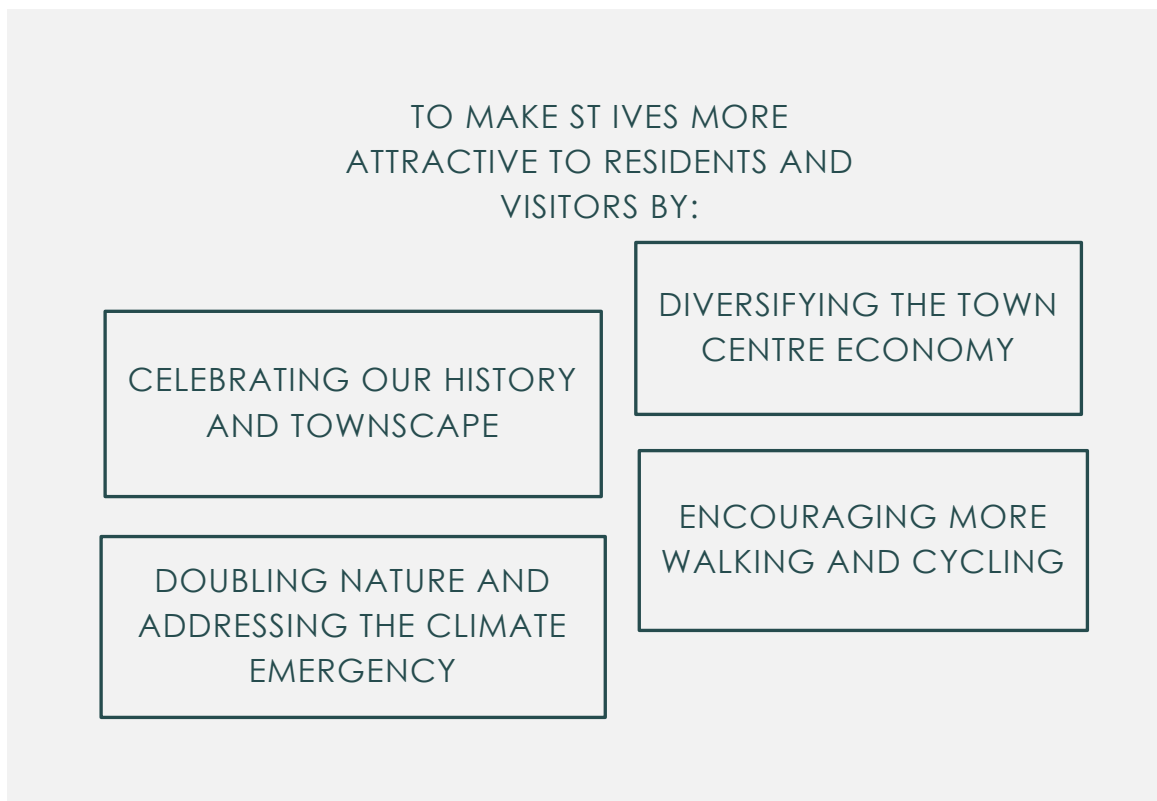 TO MAKE ST IVES MORE
ATTRACTIVE TO RESIDENTS AND
VISITORS BY:
CELEBRATING OUR HISTORY
AND TOWNSCAPE
DIVERSIFYING THE TOWN
CENTRE ECONOMY
DOUBLING NATURE AND
ADDRESSING THE CLIMATE
EMERGENCY
ENCOURAGING MORE
WALKING AND CYCLING